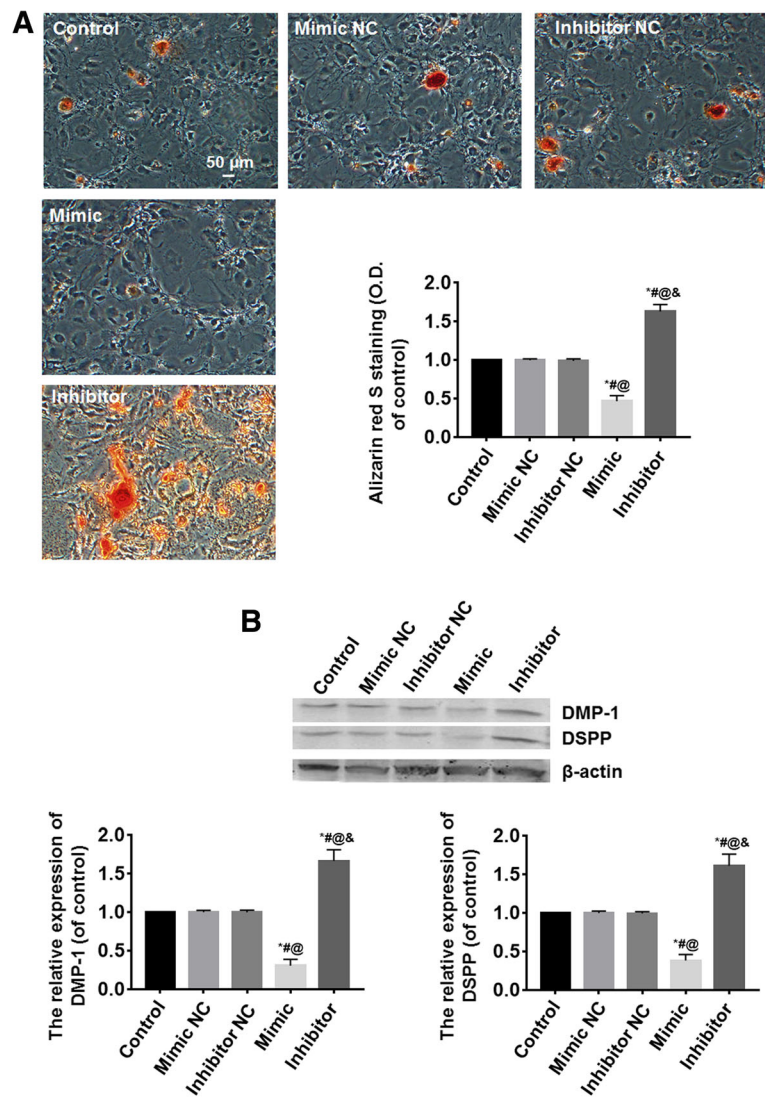 A
Control
Mimic NC
Inhibitor NC
50 µm
Mimic
Inhibitor
Alizarin red S staining (O.D.
of control)
2.0
1.5
1.0
0.5
0.0
*#@
*#@&
Control
Mimic NC
Inhibitor NC
Mimic
Inhibitor
B
Control
Mimic NC
Inhibitor NC
Mimic
Inhibitor
DMP-1
DSPP
β-actin
The relative expression of
DMP-1 (of control)
2.0
1.5
1.0
0.5
0.0
*#@
*#@&
Control
Mimic NC
Inhibitor NC
Mimic
Inhibitor
The relative expression of
DSPP (of control)
2.0
1.5
1.0
0.5
0.0
*#@
*#@&
Control
Mimic NC
Inhibitor NC
Mimic
Inhibitor